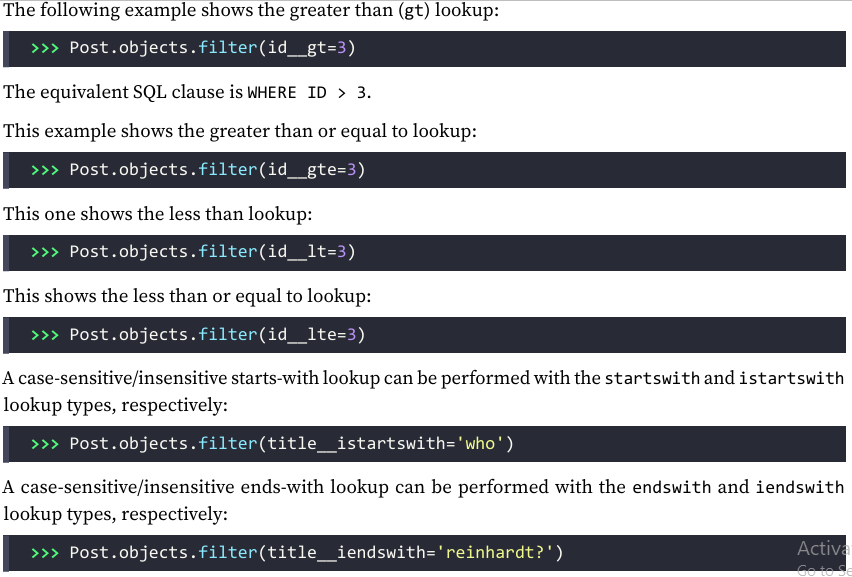 The following example shows the greater than (gt) lookup:
>>> Post.objects.filter(id__gt=3)
The equivalent SQL clause is WHERE ID > 3.
This example shows the greater than or equal to lookup:
>>> Post.objects.filter(id__gte=3)
This one shows the less than lookup:
>>> Post.objects.filter(id__lt=3)
This shows the less than or equal to lookup:
>>> Post.objects.filter(id__lte=3)
A case-sensitive/insensitive starts-with lookup can be performed with the startswith and istartswith
lookup types, respectively:
>>> Post.objects.filter(title__istartswith='who')
A case-sensitive/insensitive ends-with lookup can be performed with the endswith and iendswith
lookup types, respectively:
>>> Post.objects.filter(title__iendswith='reinhardt?')
Activa
Go to Se